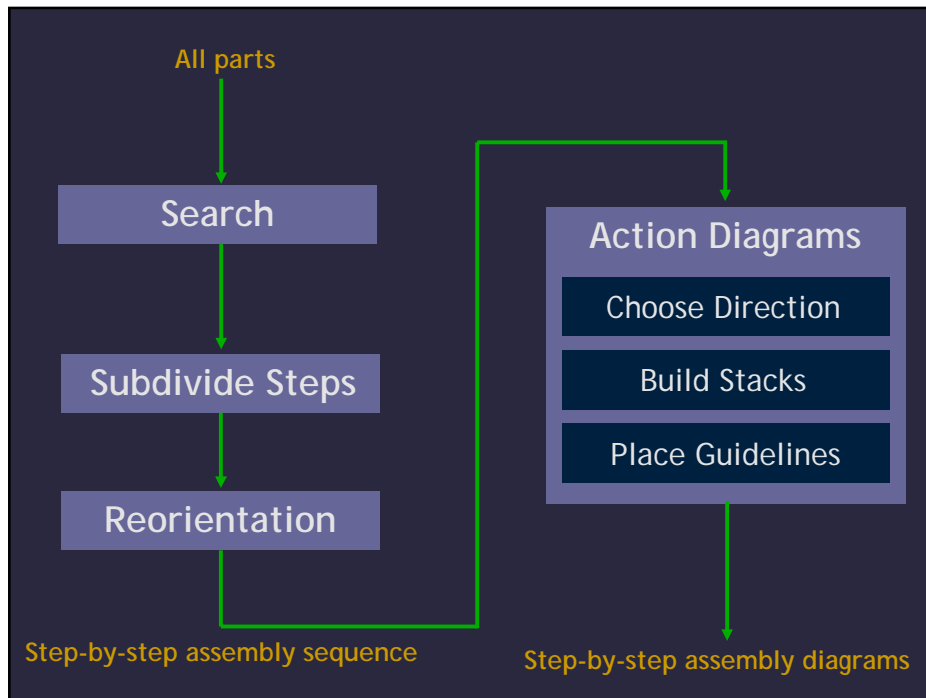 All parts
Search
Subdivide Steps
Reorientation
Step-by-step assembly sequence
Action Diagrams
Choose Direction
Build Stacks
Place Guidelines
Step-by-step assembly diagrams